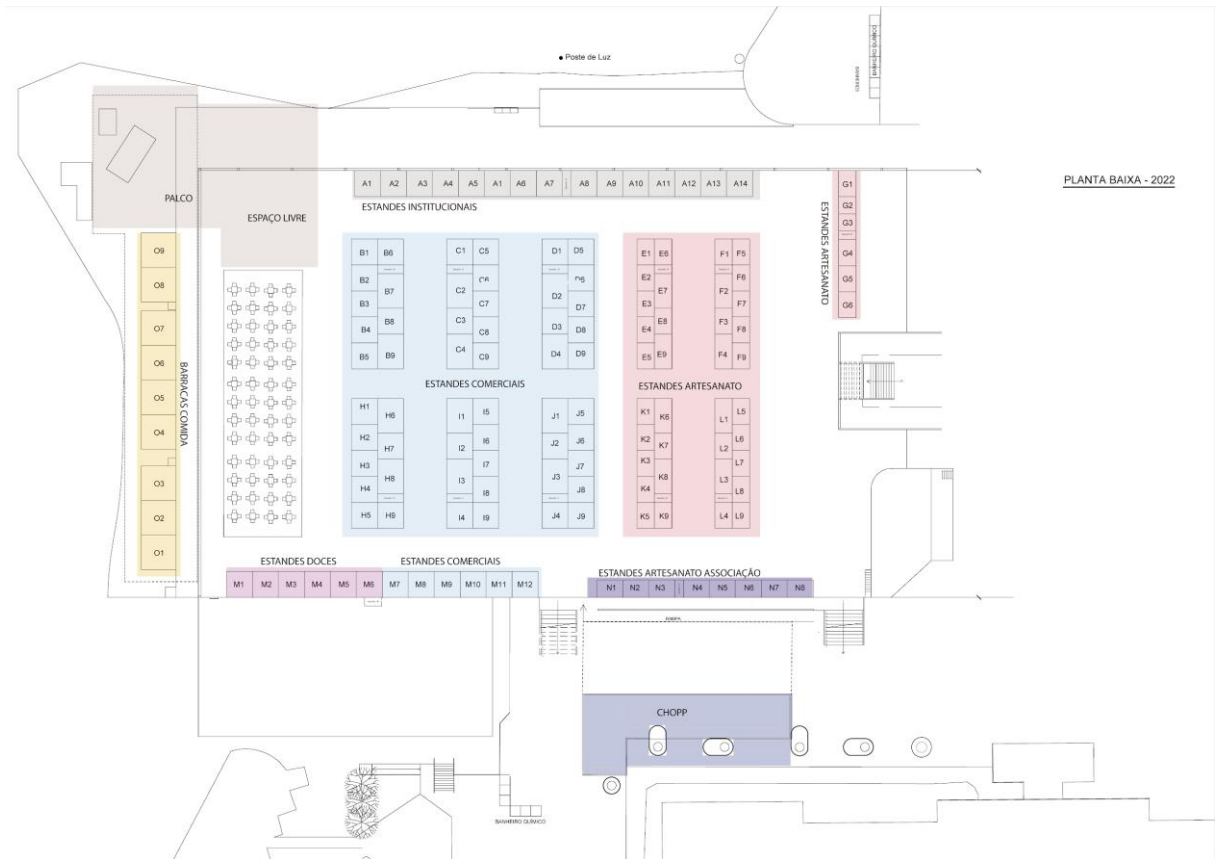 Poste de Luz
BANHEIRO QUÍMICO
PLANTA BAIXA - 2022
PALCO
ESPAÇO LIVRE
A1 A2 A3 A4 A5 A1 A6 A7 A8 A9 A10 A11 A12 A13 A14
ESTANDES INSTITUCIONAIS
G1
G2
G3
G4
G5
G6
ESTANDES ARTESANATO
O9
O8
O7
O6
O5
O4
O3
O2
O1
BARRACAS COMIDA
B1 B6 C1 C5 D1 D5 E1 E6 F1 F5
B2 C6 D6 E2 F6
B7 C2 D2 E7 F2
B3 C7 D7 E3 F7
B8 C3 D3 E8 F3
B4 C8 D8 E4 F8
B5 B9 C4 C9 D4 D9 E5 E9 F4 F9
ESTANDES COMERCIAIS
ESTANDES ARTESANATO
H1 H6 I1 I5 J1 J5 K1 K6 L1 L5
H2 H7 I2 I6 J2 J6 K2 K7 L2 L6
H3 I7 J7 K3 L7
H8 I3 J3 K8 L3
H4 I8 J8 K4 L8
H5 H9 I4 I9 J4 J9 K5 K9 L4 L9
ESTANDES DOCES
ESTANDES COMERCIAIS
ESTANDES ARTESANATO ASSOCIAÇÃO
M1 M2 M3 M4 M5 M6 M7 M8 M9 M10 M11 M12
N1 N2 N3 N4 N5 N6 N7 N8
CHOPP
BANHEIRO QUÍMICO